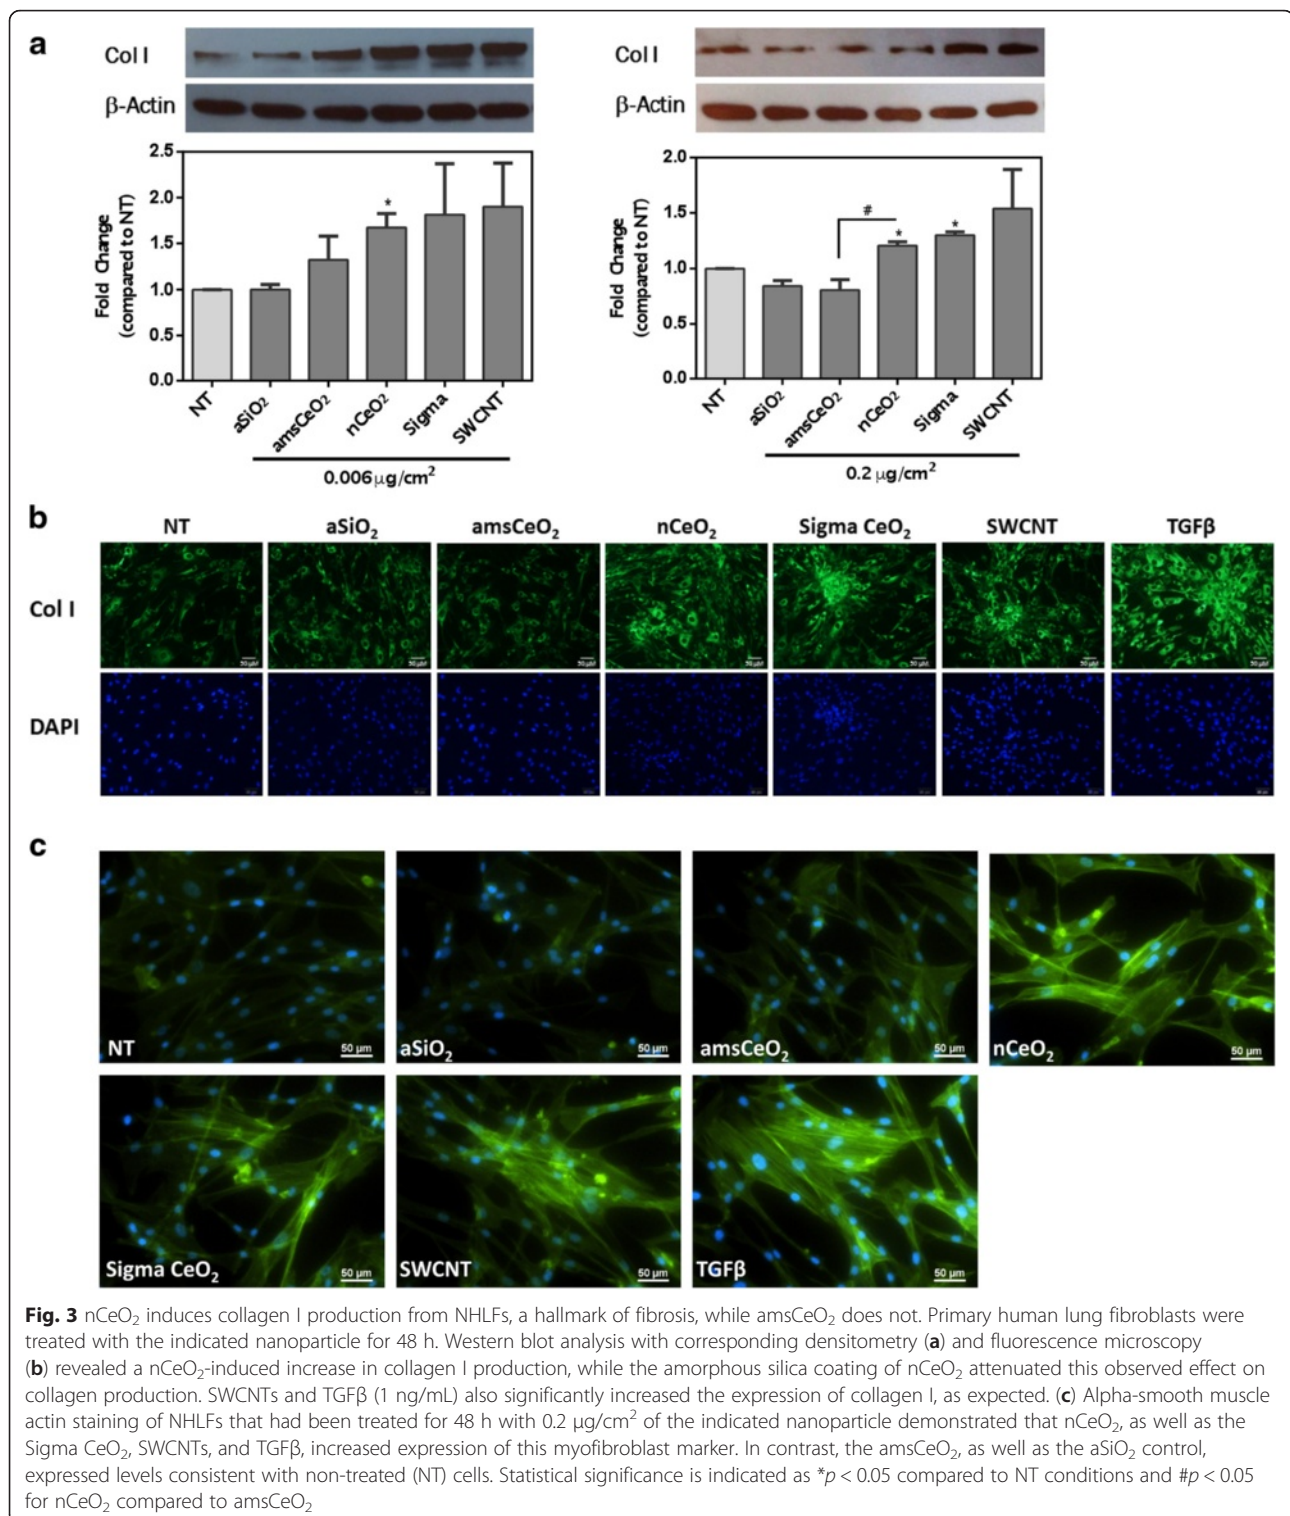 a
Col I
β-Actin
2.5
2.0
1.5
1.0
0.5
0.0
Fold Change
(compared to NT)
*
NT
aSiO₂
amsCeO₂
nCeO₂
Sigma
SWCNT
0.006 µg/cm²
Col I
β-Actin
2.0
1.5
1.0
0.5
0.0
Fold Change
(compared to NT)
#
*
*
NT
aSiO₂
amsCeO₂
nCeO₂
Sigma
SWCNT
0.2 µg/cm²
b
NT aSiO₂ amsCeO₂ nCeO₂ Sigma CeO₂ SWCNT TGFβ
Col I
DAPI
c
NT 50 µm
aSiO₂ 50 µm
amsCeO₂ 50 µm
nCeO₂ 50 µm
Sigma CeO₂ 50 µm
SWCNT 50 µm
TGFβ 50 µm
Fig. 3 nCeO₂ induces collagen I production from NHLFs, a hallmark of fibrosis, while amsCeO₂ does not. Primary human lung fibroblasts were
treated with the indicated nanoparticle for 48 h. Western blot analysis with corresponding densitometry (a) and fluorescence microscopy
(b) revealed a nCeO₂-induced increase in collagen I production, while the amorphous silica coating of nCeO₂ attenuated this observed effect on
collagen production. SWCNTs and TGFβ (1 ng/mL) also significantly increased the expression of collagen I, as expected. (c) Alpha-smooth muscle
actin staining of NHLFs that had been treated for 48 h with 0.2 µg/cm² of the indicated nanoparticle demonstrated that nCeO₂, as well as the
Sigma CeO₂, SWCNTs, and TGFβ, increased expression of this myofibroblast marker. In contrast, the amsCeO₂, as well as the aSiO₂ control,
expressed levels consistent with non-treated (NT) cells. Statistical significance is indicated as *p < 0.05 compared to NT conditions and #p < 0.05
for nCeO₂ compared to amsCeO₂